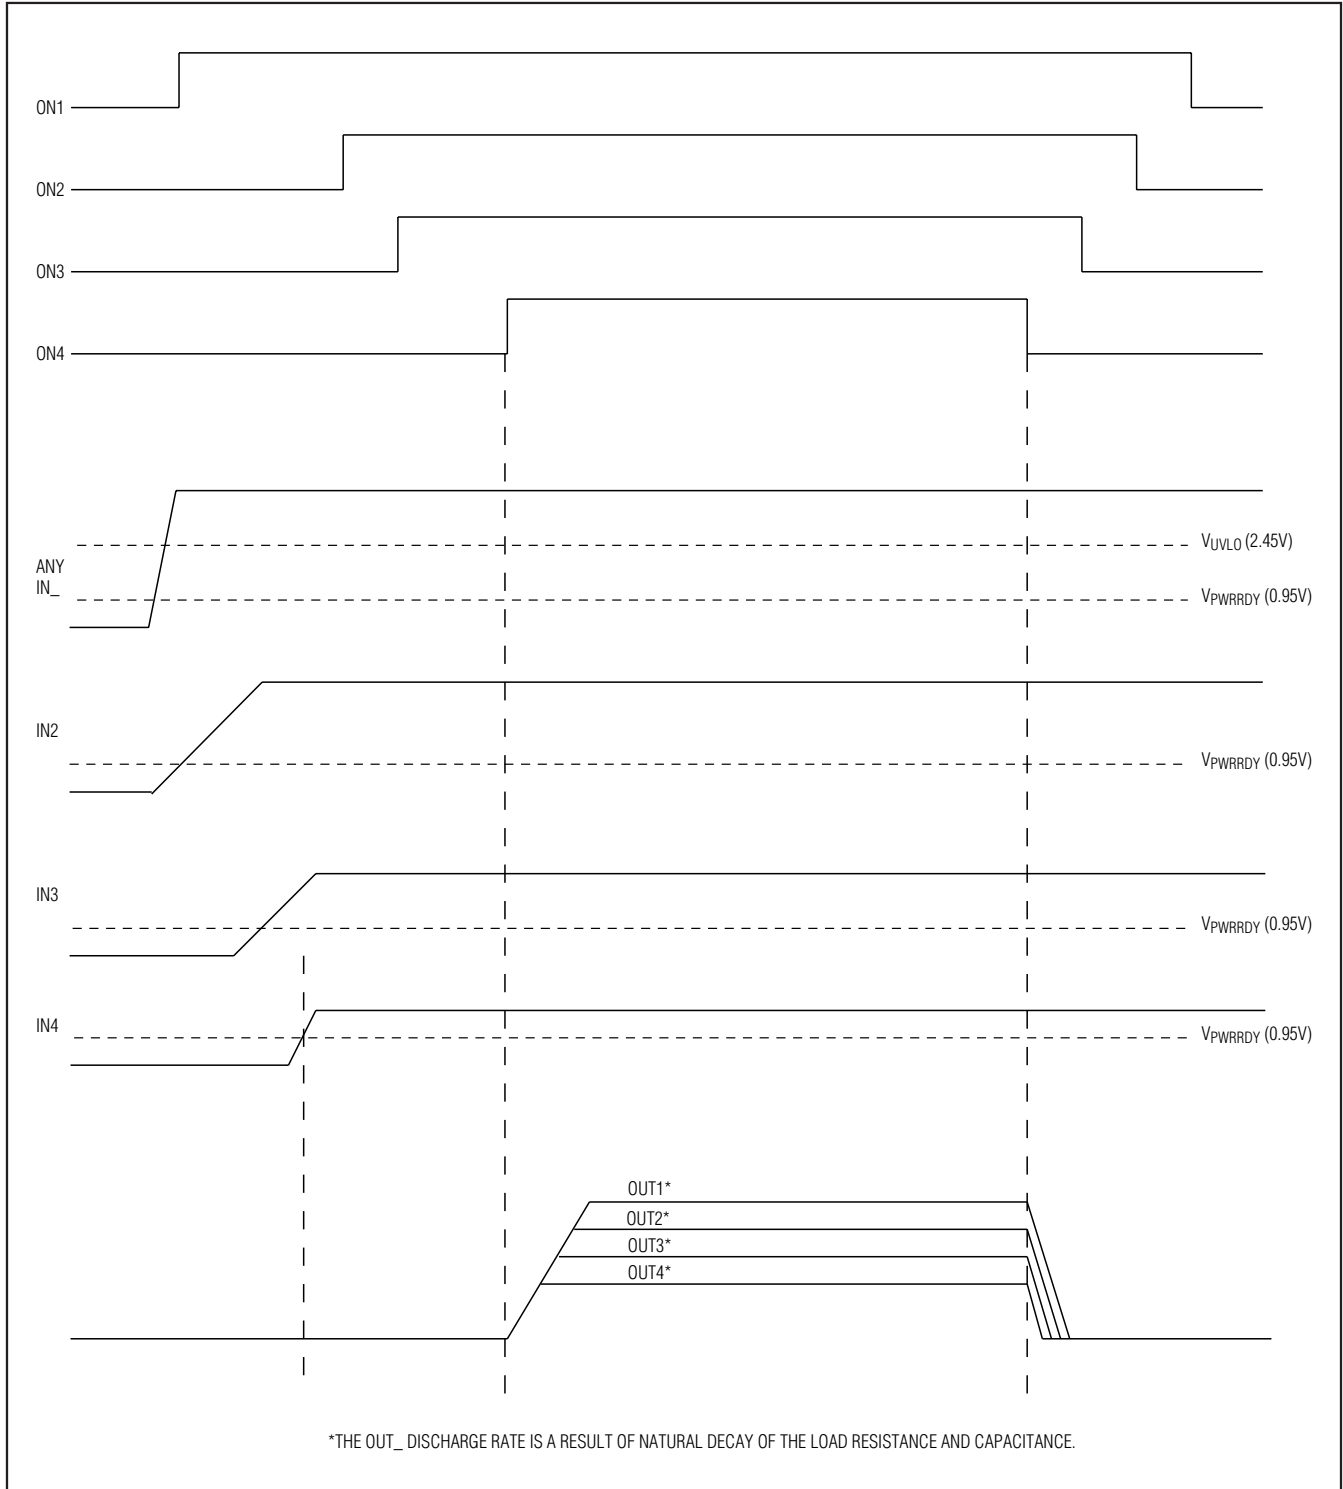 ON1
ON2
ON3
ON4
VUVLO (2.45V)
ANY
IN_
VPWRRDY (0.95V)
IN2
VPWRRDY (0.95V)
IN3
VPWRRDY (0.95V)
IN4
VPWRRDY (0.95V)
OUT1*
OUT2*
OUT3*
OUT4*
*THE OUT_ DISCHARGE RATE IS A RESULT OF NATURAL DECAY OF THE LOAD RESISTANCE AND CAPACITANCE.